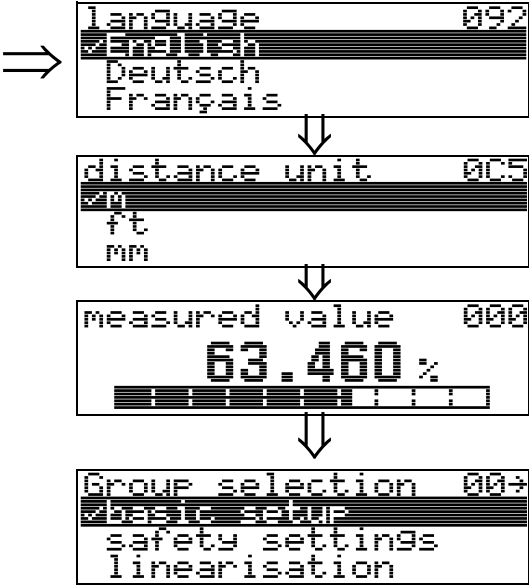 language 092
✓English
Deutsch
Français
distance unit 0C5
✓m
ft
mm
measured value 000
63.460 %
Group selection 00→
✓basic setup
safety settings
linearisation